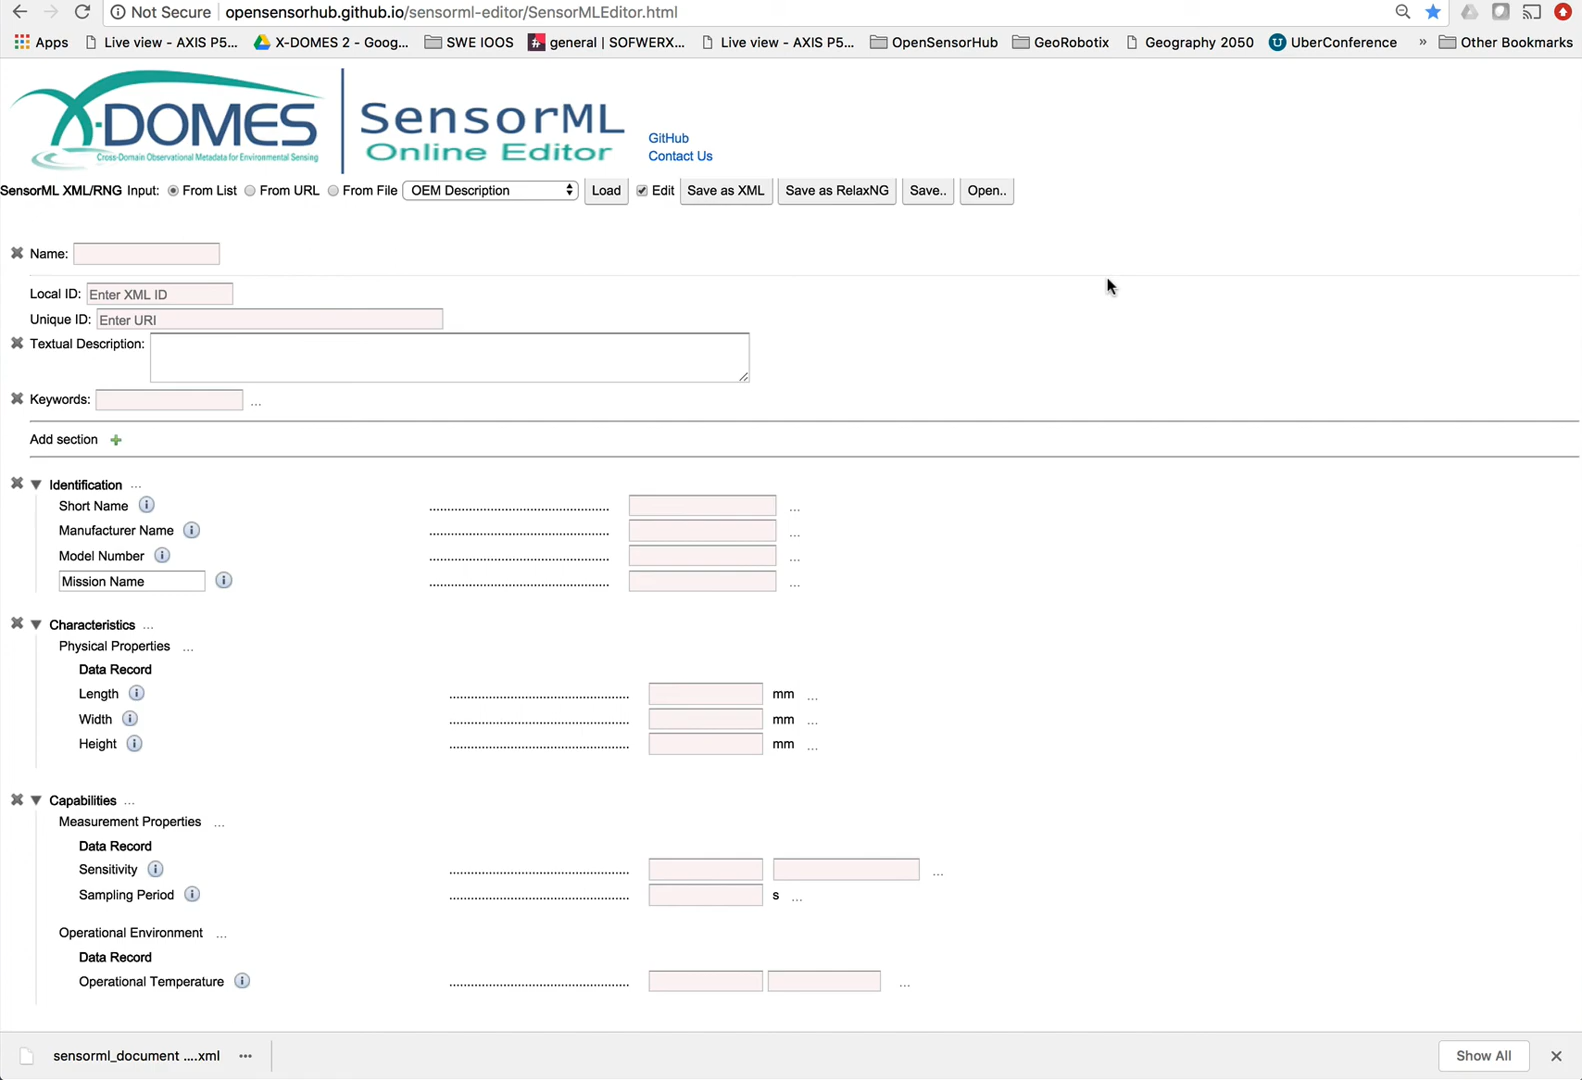 Not Secure opensensorhub.github.io/sensorml-editor/SensorMLEditor.html
Apps Live view - AXIS P5... X-DOMES 2 - Goog... SWE IOOS general | SOFWERX... Live view - AXIS P5... OpenSensorHub GeoRobotix Geography 2050 UberConference » Other Bookmarks
X-DOMES
Cross-Domain Observational Metadata for Environmental Sensing
SensorML
Online Editor
GitHub
Contact Us
SensorML XML/RNG Input: From List From URL From File OEM Description Load Edit Save as XML Save as RelaxNG Save.. Open..
Name:
Local ID: Enter XML ID
Unique ID: Enter URI
Textual Description:
Keywords: ...
Add section
Identification ...
Short Name ...
Manufacturer Name ...
Model Number ...
Mission Name ...
Characteristics ...
Physical Properties ...
Data Record
Length mm ...
Width mm ...
Height mm ...
Capabilities ...
Measurement Properties ...
Data Record
Sensitivity ...
Sampling Period s ...
Operational Environment ...
Data Record
Operational Temperature ...
sensorml_document ....xml Show All